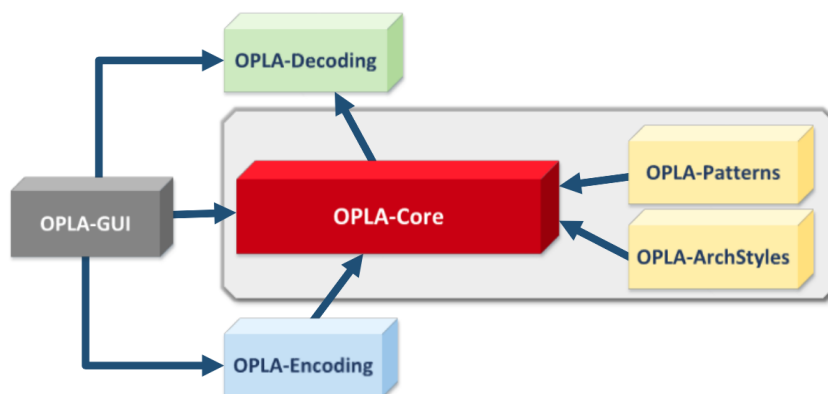 OPLA-Decoding
OPLA-Patterns
OPLA-GUI
OPLA-Core
OPLA-ArchStyles
OPLA-Encoding